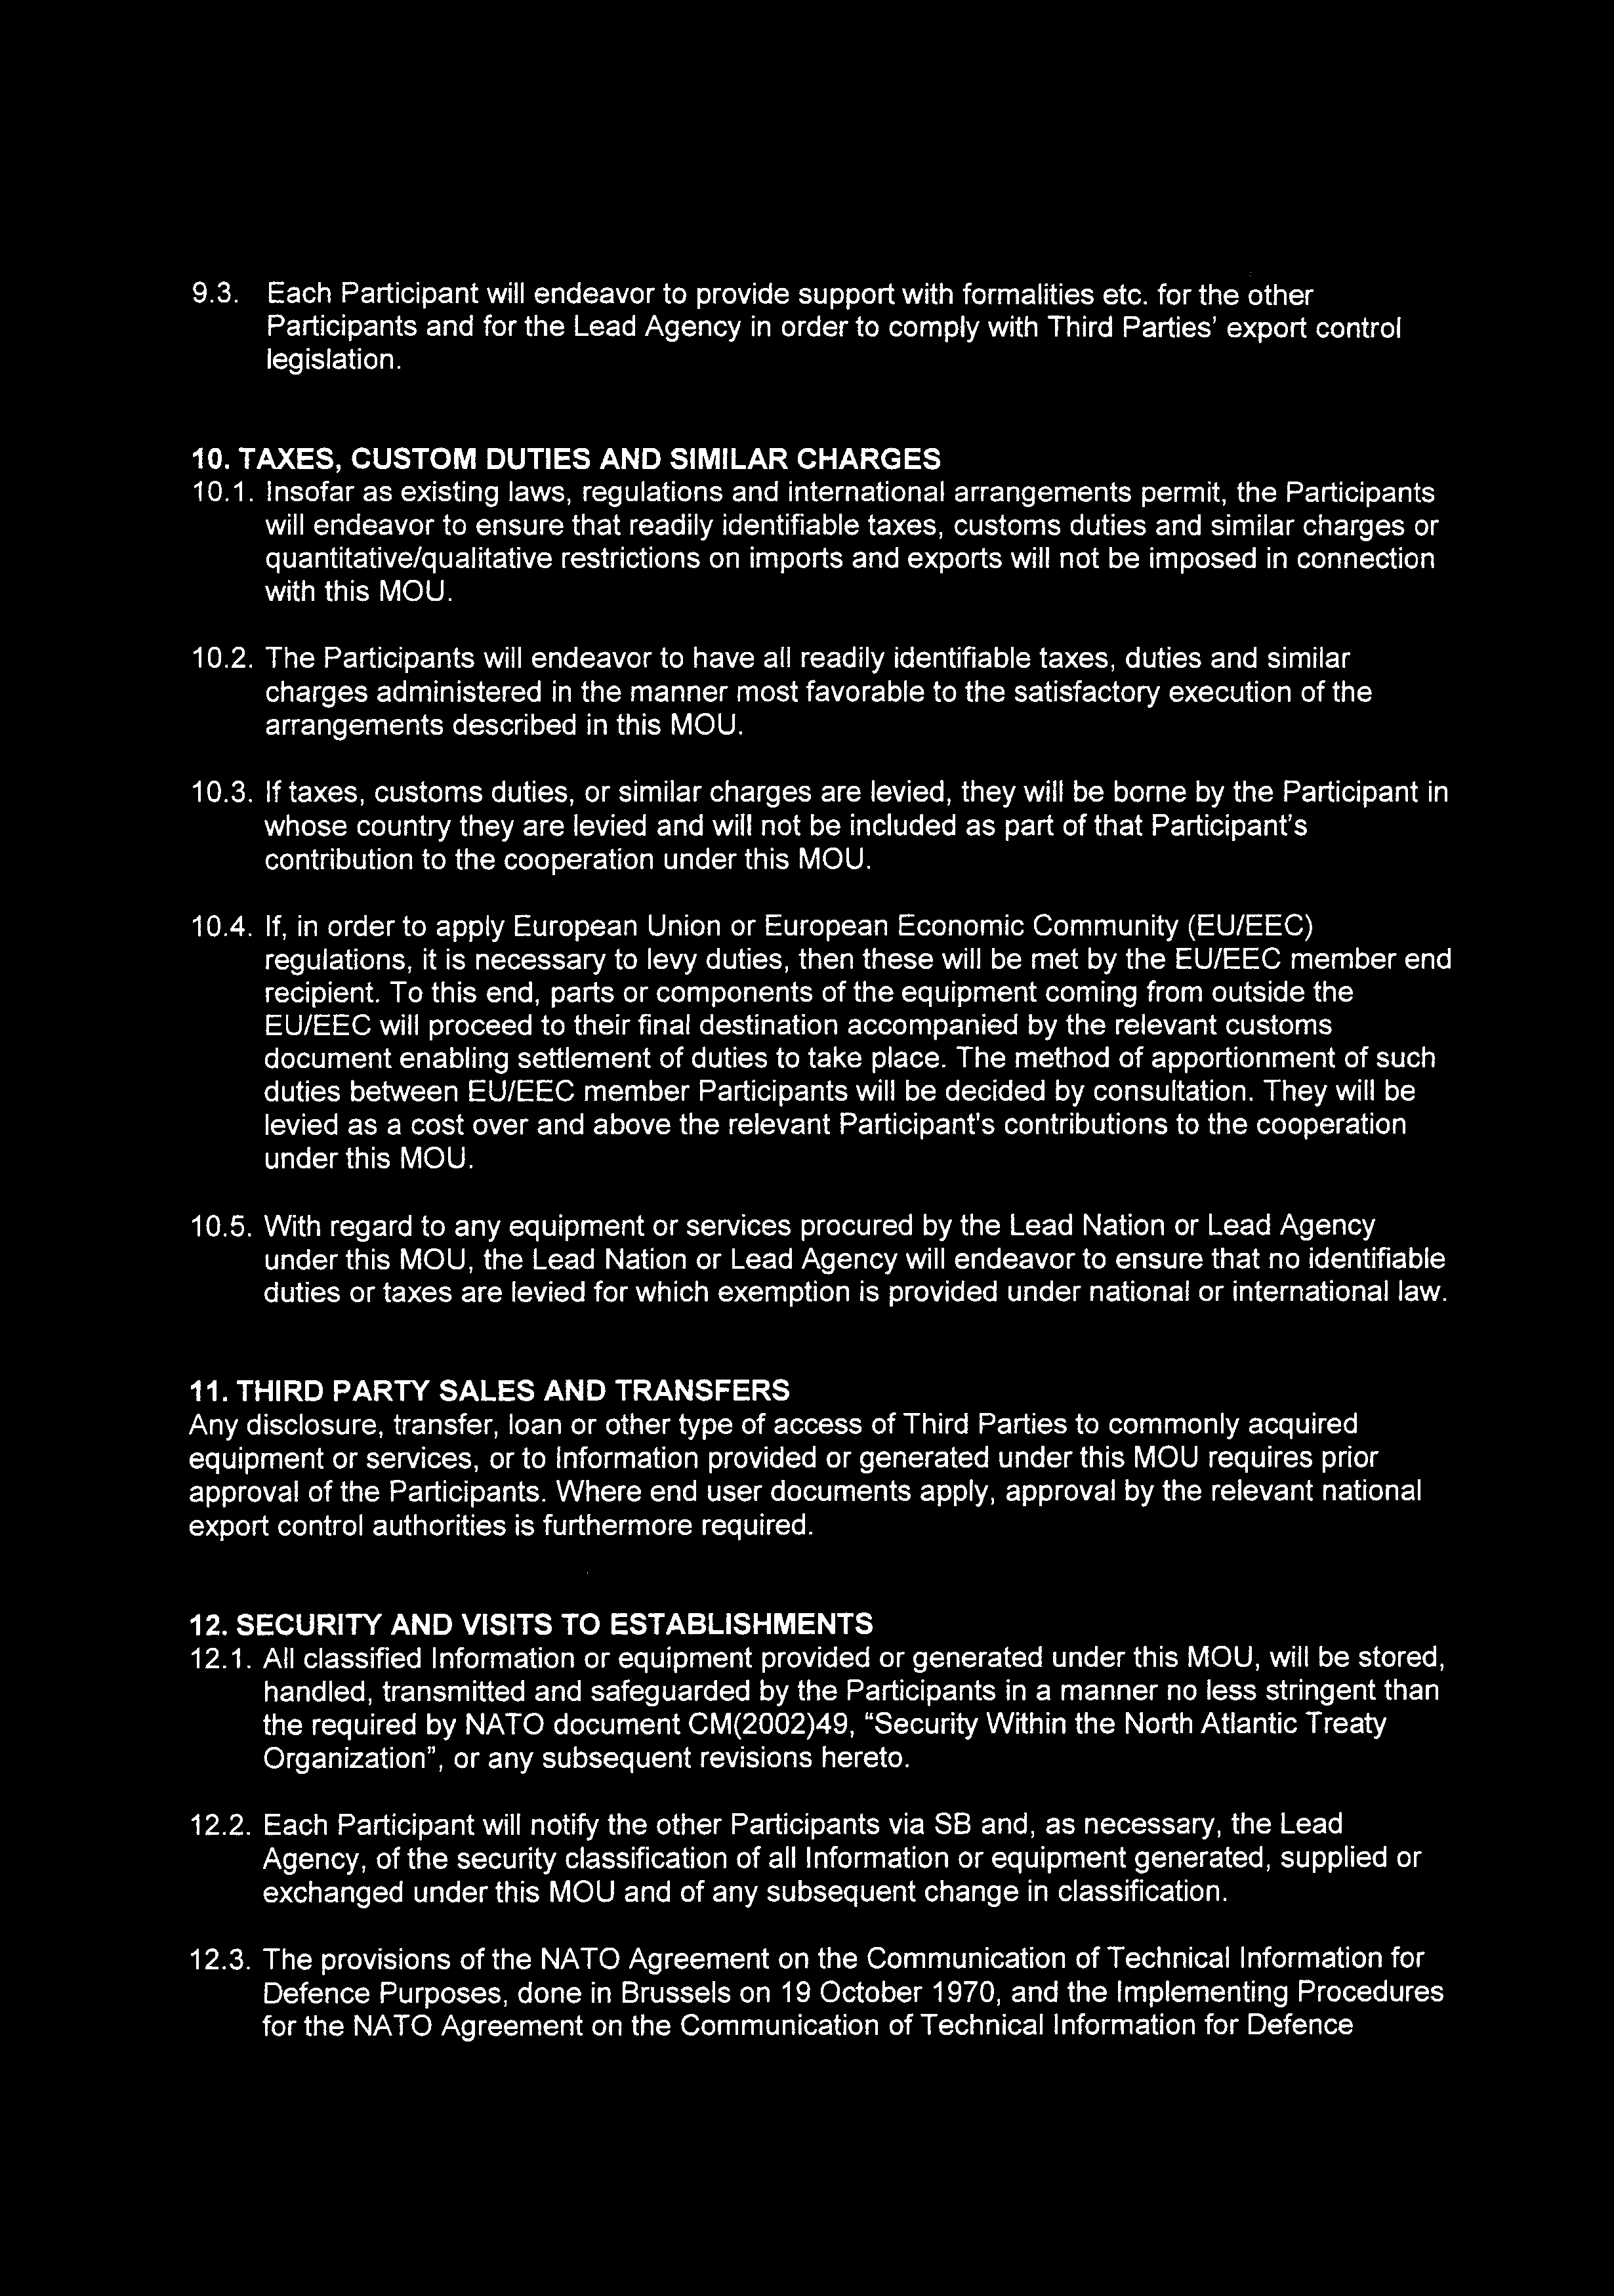 9.3. Each Participant will endeavor to provide support with formalities etc. for the other
Participants and for the Lead Agency in order to comply with Third Parties’ export control
legislation.
10. TAXES, CUSTOM DUTIES AND SIMILAR CHARGES
10.1. Insofar as existing laws, regulations and international arrangements permit, the Participants
will endeavor to ensure that readily identifiable taxes, customs duties and similar charges or
quantitative/qualitative restrictions on imports and exports will not be imposed in connection
with this MOU.
10.2. The Participants will endeavor to have all readily identifiable taxes, duties and similar
charges administered in the manner most favorable to the satisfactory execution of the
arrangements described in this MOU.
10.3. If taxes, customs duties, or similar charges are levied, they will be borne by the Participant in
whose country they are levied and will not be included as part of that Participant’s
contribution to the cooperation under this MOU.
10.4. If, in order to apply European Union or European Economic Community (EU/EEC)
regulations, it is necessary to levy duties, then these will be met by the EU/EEC member end
recipient. To this end, parts or components of the equipment coming from outside the
EU/EEC will proceed to their final destination accompanied by the relevant customs
document enabling settlement of duties to take place. The method of apportionment of such
duties between EU/EEC member Participants will be decided by consultation. They will be
levied as a cost over and above the relevant Participant's contributions to the cooperation
under this MOU.
10.5. With regard to any equipment or services procured by the Lead Nation or Lead Agency
under this MOU, the Lead Nation or Lead Agency will endeavor to ensure that no identifiable
duties or taxes are levied for which exemption is provided under national or international law.
11. THIRD PARTY SALES AND TRANSFERS
Any disclosure, transfer, loan or other type of access of Third Parties to commonly acquired
equipment or services, or to Information provided or generated under this MOU requires prior
approval of the Participants. Where end user documents apply, approval by the relevant national
export control authorities is furthermore required.
12. SECURITY AND VISITS TO ESTABLISHMENTS
12.1. All classified Information or equipment provided or generated under this MOU, will be stored,
handled, transmitted and safeguarded by the Participants in a manner no less stringent than
the required by NATO document CM(2002)49, “Security Within the North Atlantic Treaty
Organization”, or any subsequent revisions hereto.
12.2. Each Participant will notify the other Participants via SB and, as necessary, the Lead
Agency, of the security classification of all Information or equipment generated, supplied or
exchanged under this MOU and of any subsequent change in classification.
12.3. The provisions of the NATO Agreement on the Communication of Technical Information for
Defence Purposes, done in Brussels on 19 October 1970, and the Implementing Procedures
for the NATO Agreement on the Communication of Technical Information for Defence